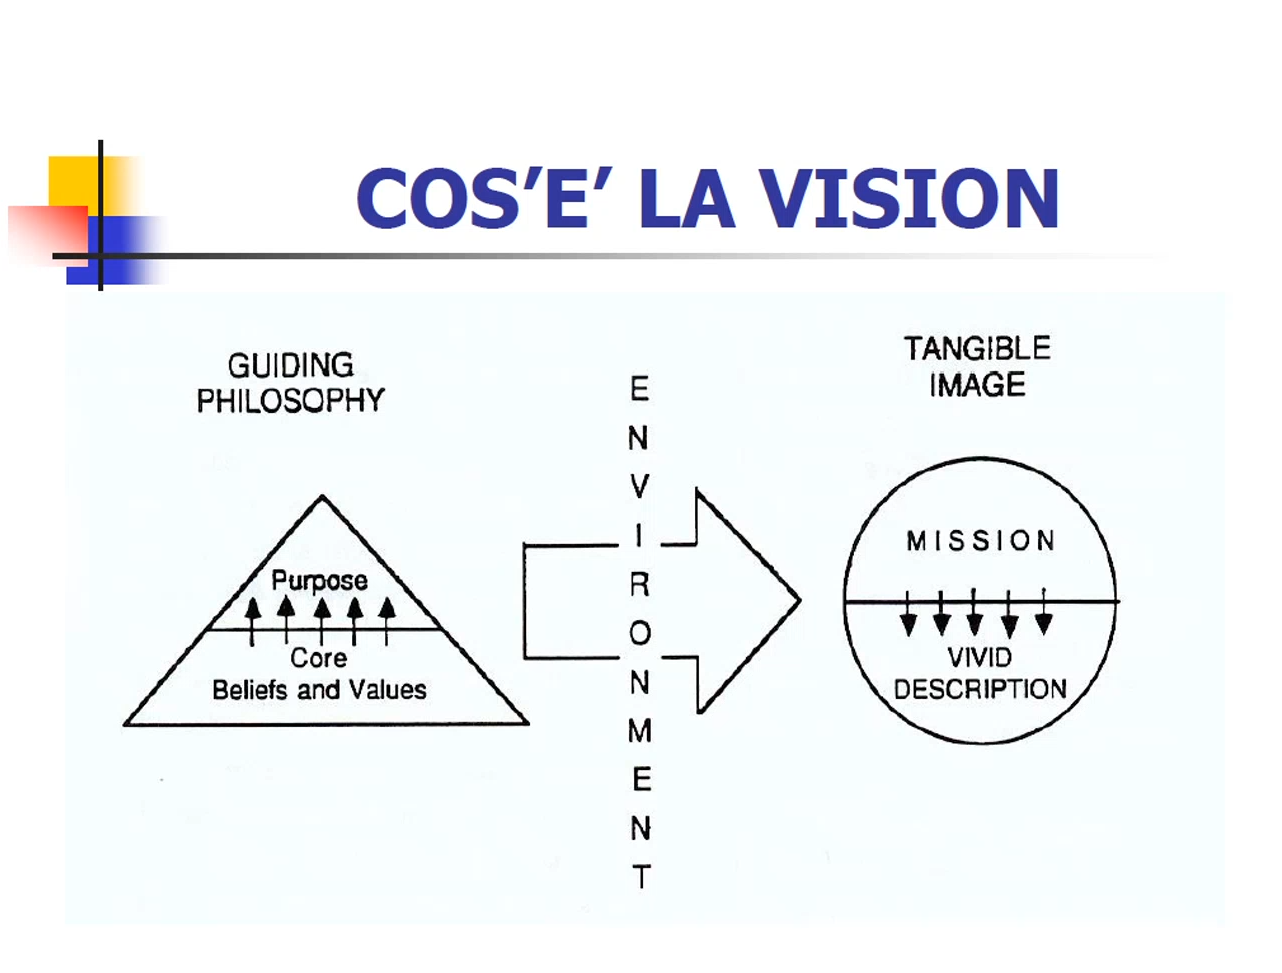 COS’E’ LA VISION
GUIDING
PHILOSOPHY
Purpose
Core
Beliefs and Values
ENVIRONMENT
TANGIBLE
IMAGE
MISSION
VIVID
DESCRIPTION